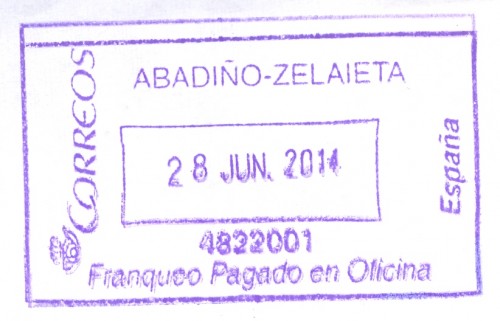 CORREOS
ABADIÑO-ZELAIETA
28 JUN. 2014
España
4822001
Franqueo Pagado en Oficina